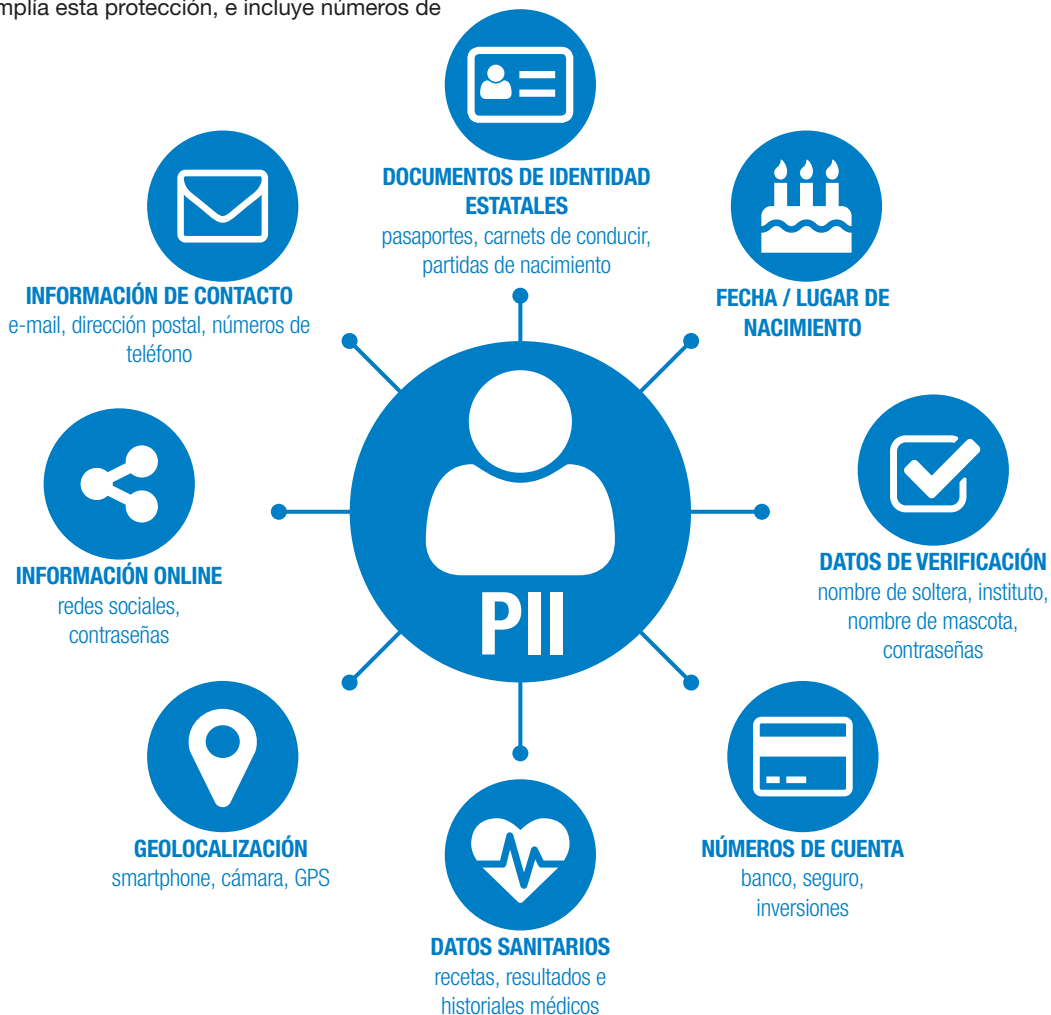 mplía esta protección, e incluye números de
DOCUMENTOS DE IDENTIDAD
ESTATALES
pasaportes, carnets de conducir,
partidas de nacimiento
INFORMACIÓN DE CONTACTO
e-mail, dirección postal, números de
teléfono
FECHA / LUGAR DE
NACIMIENTO
INFORMACIÓN ONLINE
redes sociales,
contraseñas
PII
DATOS DE VERIFICACIÓN
nombre de soltera, instituto,
nombre de mascota,
contraseñas
GEOLOCALIZACIÓN
smartphone, cámara, GPS
NÚMEROS DE CUENTA
banco, seguro,
inversiones
DATOS SANITARIOS
recetas, resultados e
historiales médicos